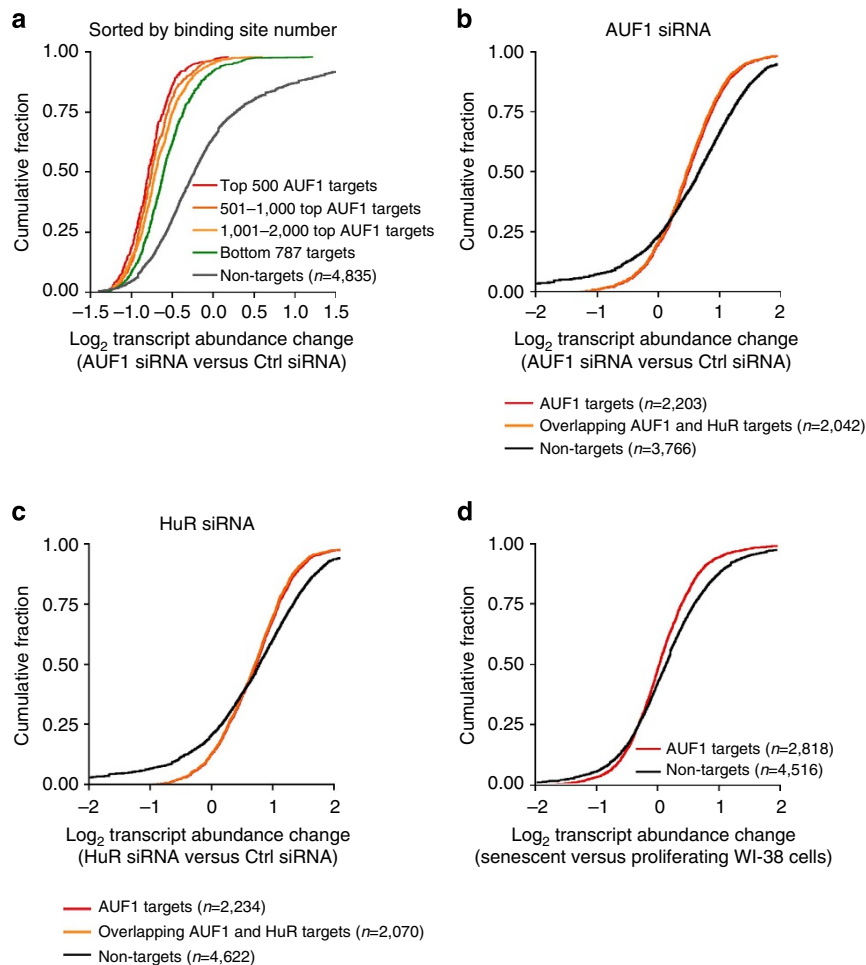 a
Sorted by binding site number
Cumulative fraction
1.00
0.75
0.50
0.25
0.00
Top 500 AUF1 targets
501–1,000 top AUF1 targets
1,001–2,000 top AUF1 targets
Bottom 787 targets
Non-targets (n=4,835)
–1.5 –1.0 –0.5 0.0 0.5 1.0 1.5
Log2 transcript abundance change
(AUF1 siRNA versus Ctrl siRNA)
b
AUF1 siRNA
Cumulative fraction
1.00
0.75
0.50
0.25
0.00
–2 –1 0 1 2
Log2 transcript abundance change
(AUF1 siRNA versus Ctrl siRNA)
AUF1 targets (n=2,203)
Overlapping AUF1 and HuR targets (n=2,042)
Non-targets (n=3,766)
c
HuR siRNA
Cumulative fraction
1.00
0.75
0.50
0.25
0.00
–2 –1 0 1 2
Log2 transcript abundance change
(HuR siRNA versus Ctrl siRNA)
AUF1 targets (n=2,234)
Overlapping AUF1 and HuR targets (n=2,070)
Non-targets (n=4,622)
d
Cumulative fraction
1.00
0.75
0.50
0.25
0.00
AUF1 targets (n=2,818)
Non-targets (n=4,516)
–2 –1 0 1 2
Log2 transcript abundance change
(senescent versus proliferating WI-38 cells)